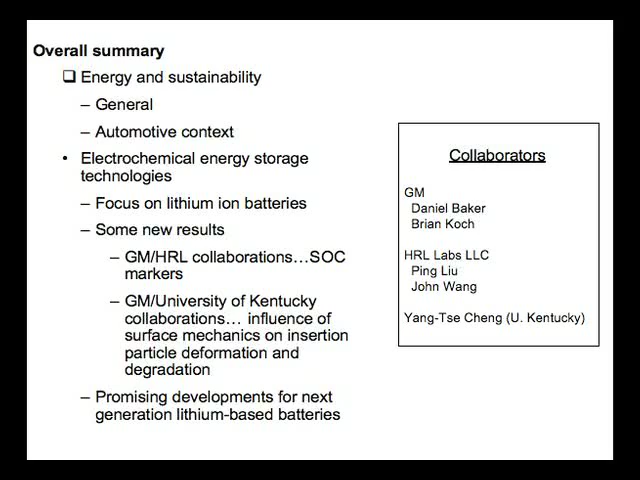 Overall summary
❑ Energy and sustainability
– General
– Automotive context
• Electrochemical energy storage
technologies
– Focus on lithium ion batteries
– Some new results
– GM/HRL collaborations…SOC
markers
– GM/University of Kentucky
collaborations… influence of
surface mechanics on insertion
particle deformation and
degradation
– Promising developments for next
generation lithium-based batteries
Collaborators
GM
Daniel Baker
Brian Koch
HRL Labs LLC
Ping Liu
John Wang
Yang-Tse Cheng (U. Kentucky)